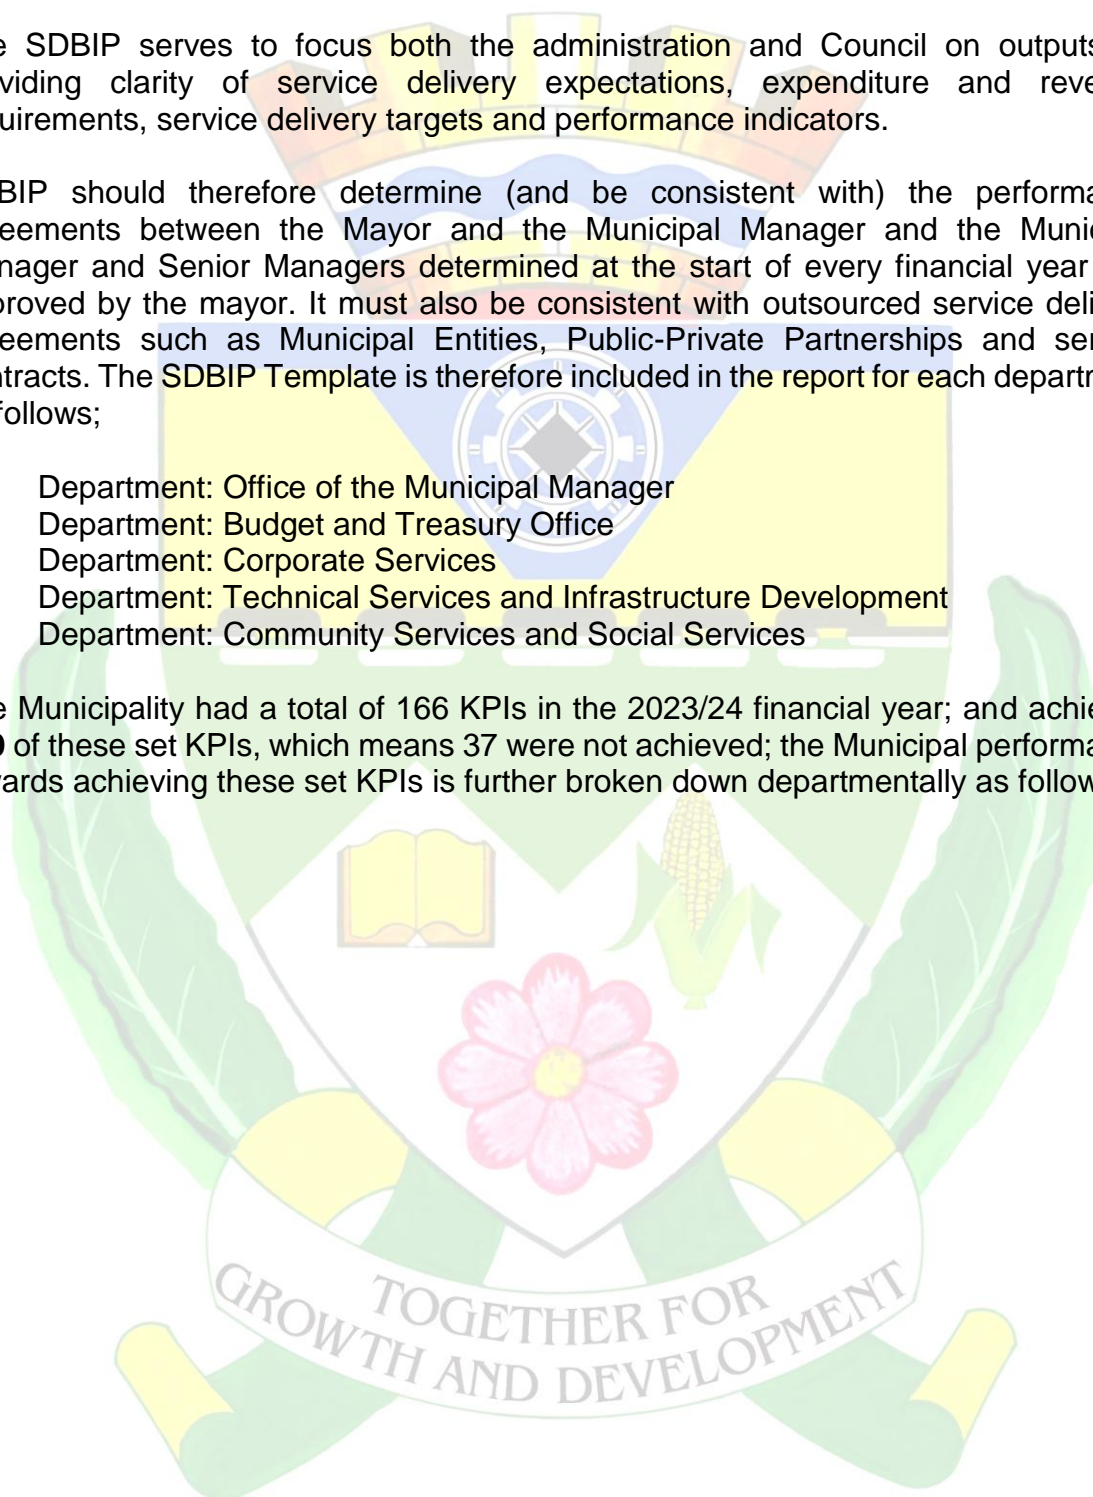 e SDBIP serves to focus both the administration and Council on outputs
viding clarity of service delivery expectations, expenditure and reve
uirements, service delivery targets and performance indicators.
BIP should therefore determine (and be consistent with) the performa
eements between the Mayor and the Municipal Manager and the Munic
nager and Senior Managers determined at the start of every financial year
proved by the mayor. It must also be consistent with outsourced service deli
eements such as Municipal Entities, Public-Private Partnerships and ser
ntracts. The SDBIP Template is therefore included in the report for each departm
follows;
Department: Office of the Municipal Manager
Department: Budget and Treasury Office
Department: Corporate Services
Department: Technical Services and Infrastructure Development
Department: Community Services and Social Services
e Municipality had a total of 166 KPIs in the 2023/24 financial year; and achie
of these set KPIs, which means 37 were not achieved; the Municipal performa
wards achieving these set KPIs is further broken down departmentally as follow
TOGETHER FOR
GROWTH AND DEVELOPMENT